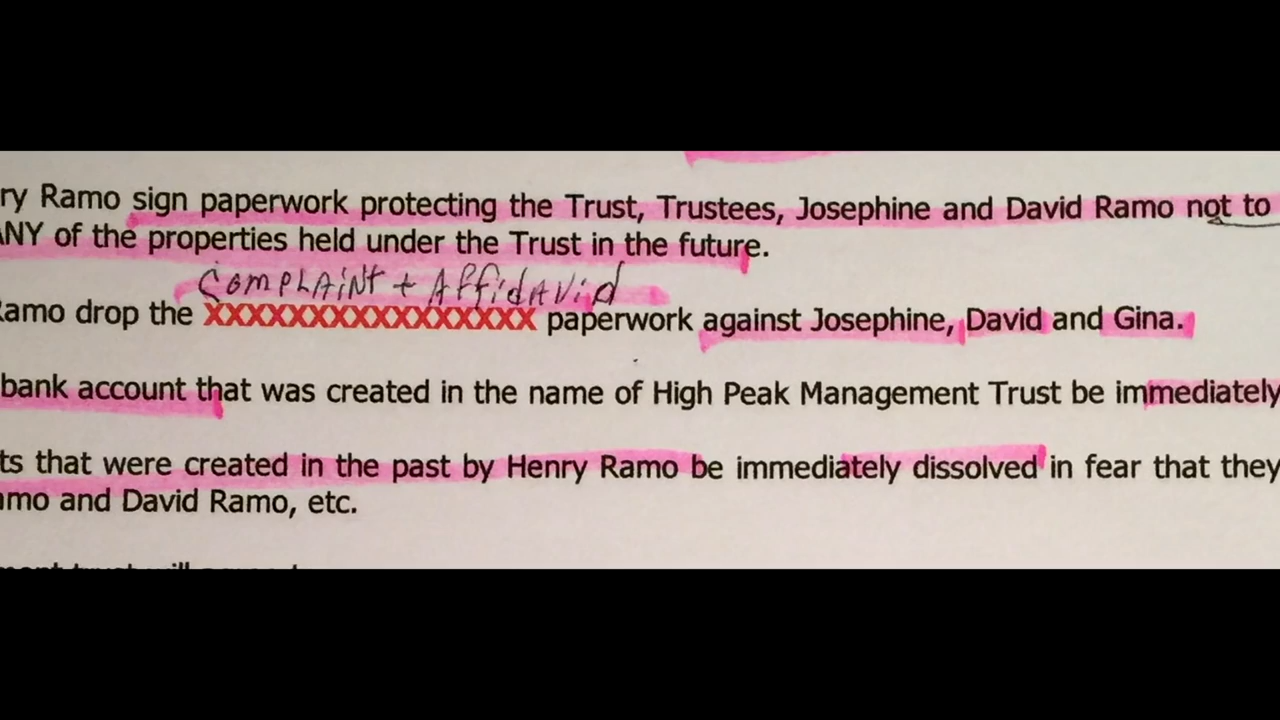 ry Ramo sign paperwork protecting the Trust, Trustees, Josephine and David Ramo not to
ANY of the properties held under the Trust in the future.
COMPLAiNt + AffidAVid
Ramo drop the XXXXXXXXXXXXXXXXXXX paperwork against Josephine, David and Gina.
bank account that was created in the name of High Peak Management Trust be immediately
ts that were created in the past by Henry Ramo be immediately dissolved in fear that they
amo and David Ramo, etc.